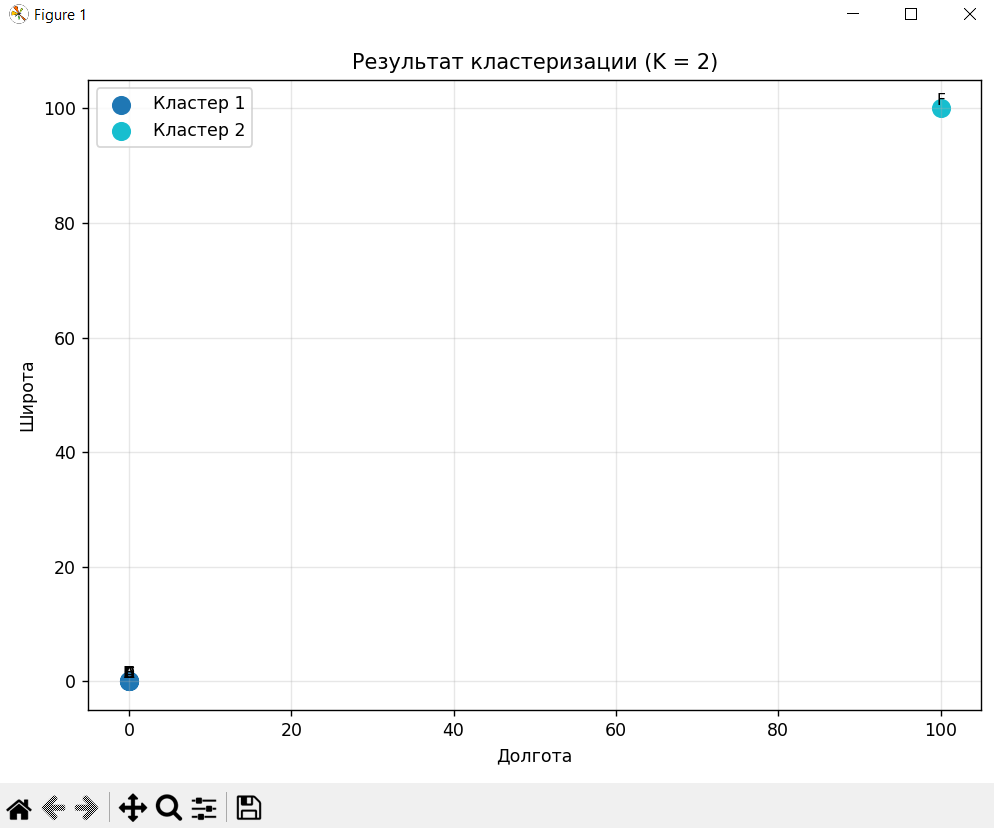 Figure 1
Результат кластеризации (K = 2)
Кластер 1
Кластер 2
F
100
80
60
40
20
0
Широта
0 20 40 60 80 100
Долгота